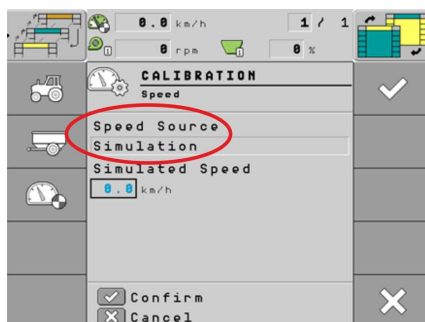 0.0 km/h 1 / 1
0 rpm 0 %
CALIBRATION
Speed
Speed Source
Simulation
Simulated Speed
0.0 km/h
Confirm
Cancel